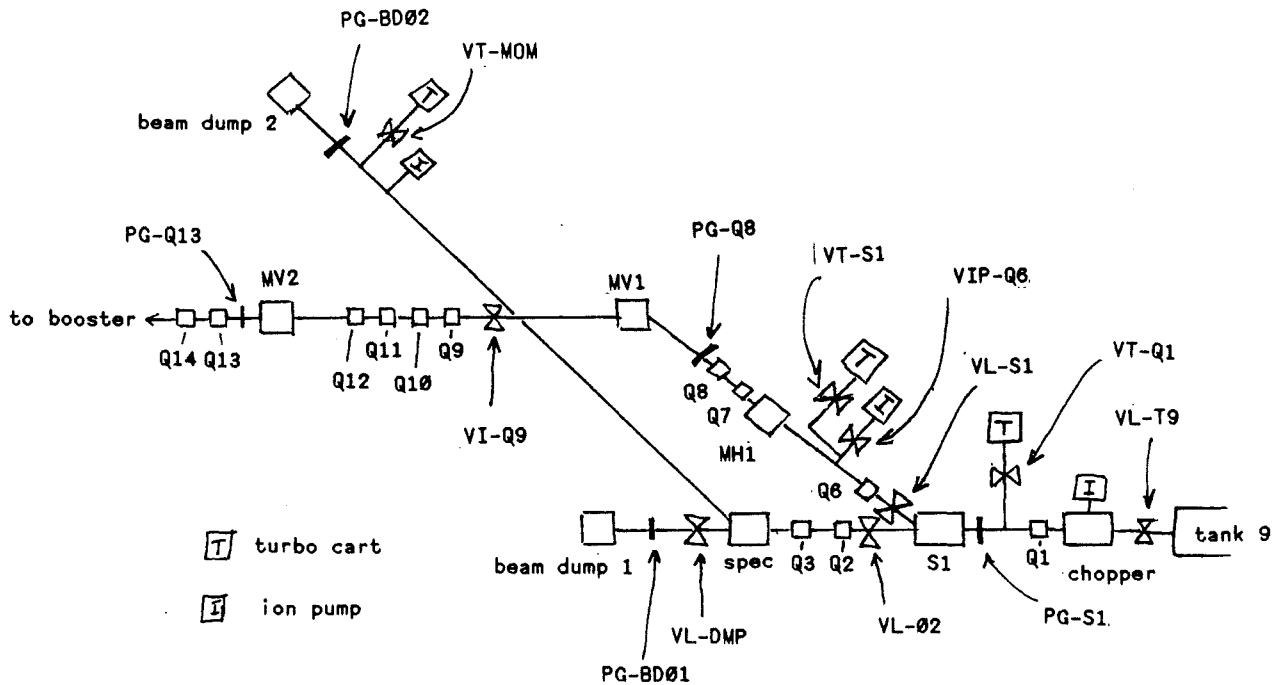 PG-BDØ2
VT-MOM
T
beam dump 2
I
PG-Q13
MV2
to booster
Q14
Q13
Q12
Q11
Q10
Q9
VI-Q9
MV1
PG-Q8
VT-S1
VIP-Q6
T
I
VL-S1
VT-Q1
VL-T9
Q8
Q7
MH1
Q6
T
I
T turbo cart
I ion pump
beam dump 1
spec
Q3
Q2
S1
Q1
chopper
tank 9
VL-DMP
VL-Ø2
PG-S1
PG-BDØ1